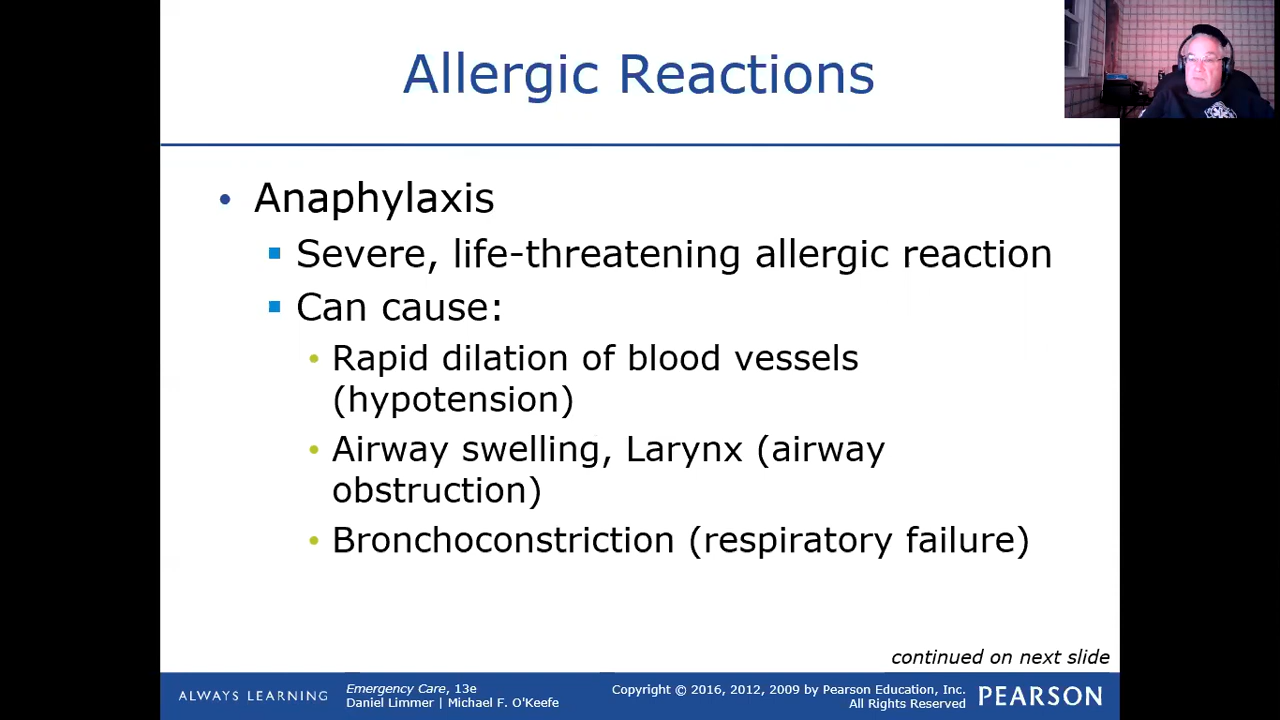 Allergic Reactions
• Anaphylaxis
▪ Severe, life-threatening allergic reaction
▪ Can cause:
• Rapid dilation of blood vessels
(hypotension)
• Airway swelling, Larynx (airway
obstruction)
• Bronchoconstriction (respiratory failure)
continued on next slide
ALWAYS LEARNING
Emergency Care, 13e
Daniel Limmer | Michael F. O'Keefe
Copyright © 2016, 2012, 2009 by Pearson Education, Inc.
All Rights Reserved
PEARSON